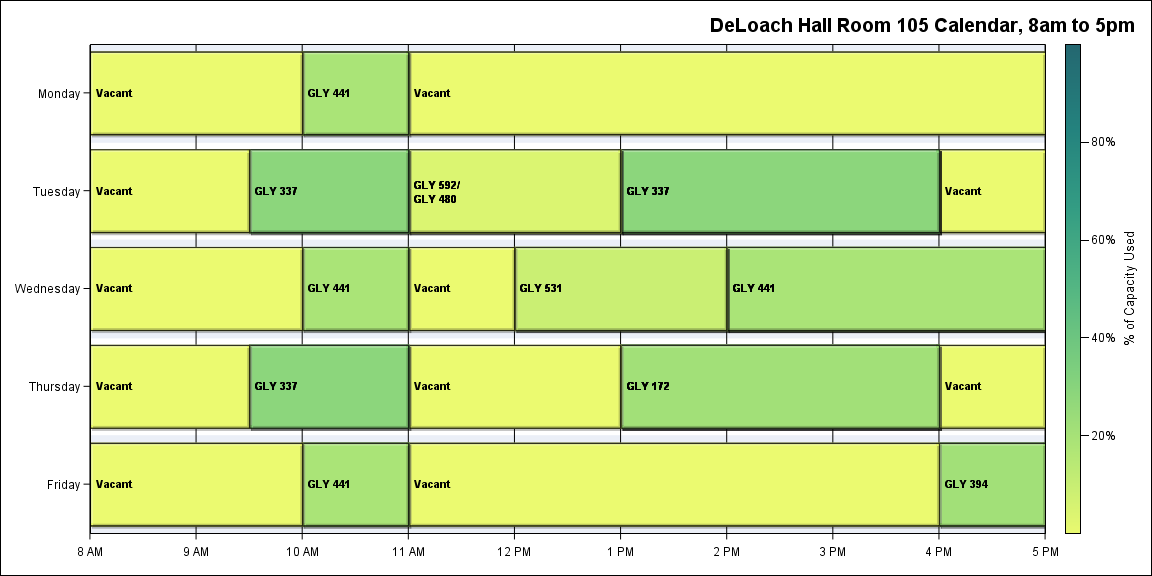 DeLoach Hall Room 105 Calendar, 8am to 5pm
Monday
Vacant
GLY 441
Vacant
Tuesday
Vacant
GLY 337
GLY 592/
GLY 480
GLY 337
Vacant
Wednesday
Vacant
GLY 441
Vacant
GLY 531
GLY 441
Thursday
Vacant
GLY 337
Vacant
GLY 172
Vacant
Friday
Vacant
GLY 441
Vacant
GLY 394
8 AM
9 AM
10 AM
11 AM
12 PM
1 PM
2 PM
3 PM
4 PM
5 PM
80%
60%
40%
20%
% of Capacity Used